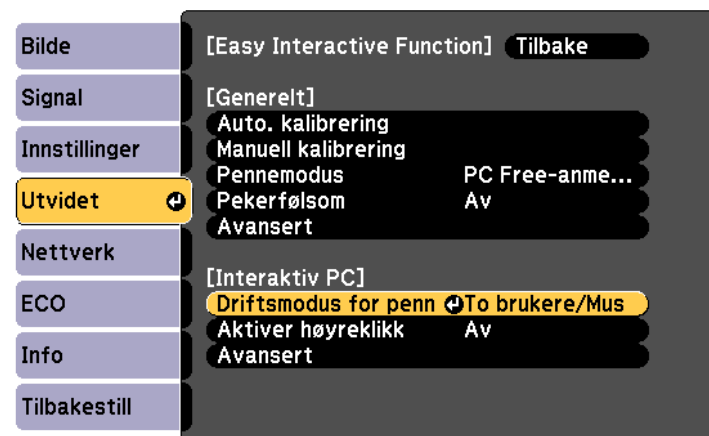 Bilde
Signal
Innstillinger
Utvidet
Nettverk
ECO
Info
Tilbakestill
[Easy Interactive Function] Tilbake
[Generelt]
Auto. kalibrering
Manuell kalibrering
Pennemodus PC Free-anme...
Pekerfølsom Av
Avansert
[Interaktiv PC]
Driftsmodus for penn To brukere/Mus
Aktiver høyreklikk Av
Avansert